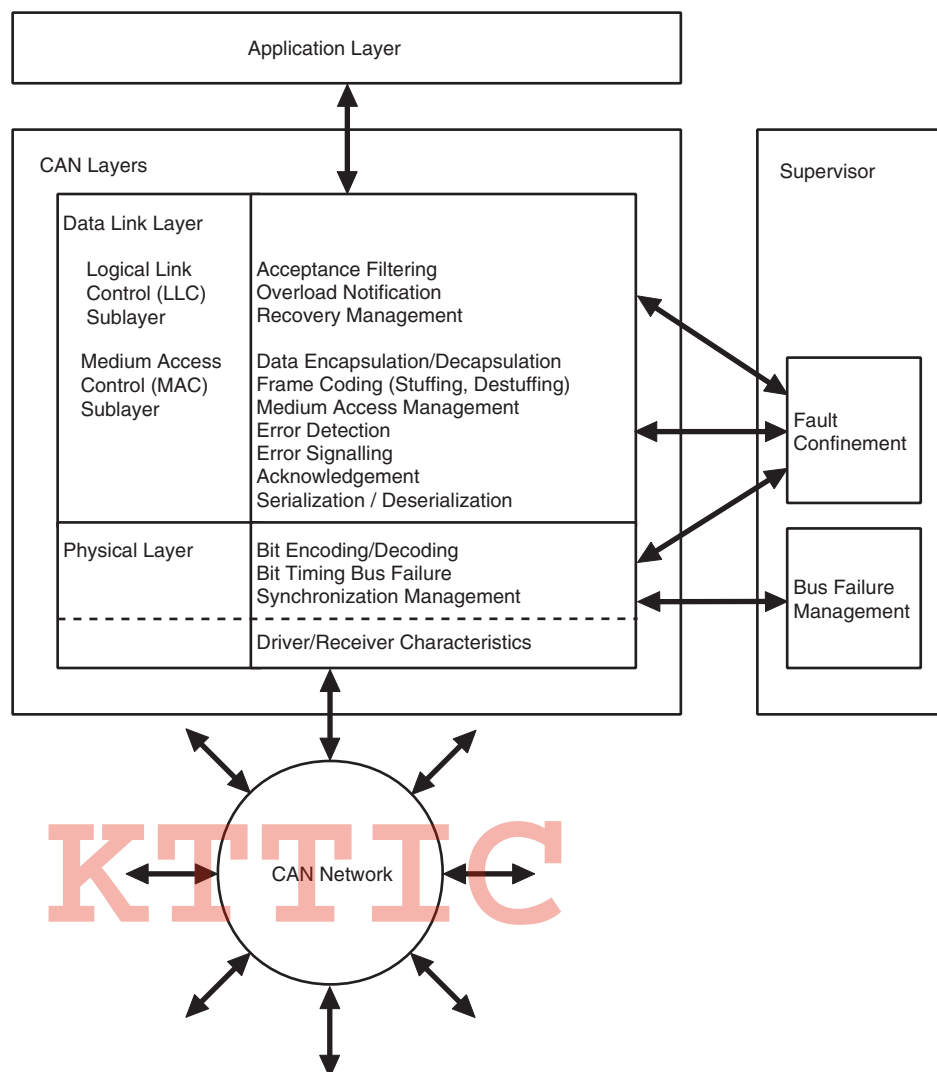 Application Layer
CAN Layers
Supervisor
Data Link Layer
Logical Link
Control (LLC)
Sublayer
Acceptance Filtering
Overload Notification
Recovery Management
Medium Access
Control (MAC)
Sublayer
Data Encapsulation/Decapsulation
Frame Coding (Stuffing, Destuffing)
Medium Access Management
Error Detection
Error Signalling
Acknowledgement
Serialization / Deserialization
Fault
Confinement
Physical Layer
Bit Encoding/Decoding
Bit Timing Bus Failure
Synchronization Management
Bus Failure
Management
Driver/Receiver Characteristics
KTTIC
CAN Network